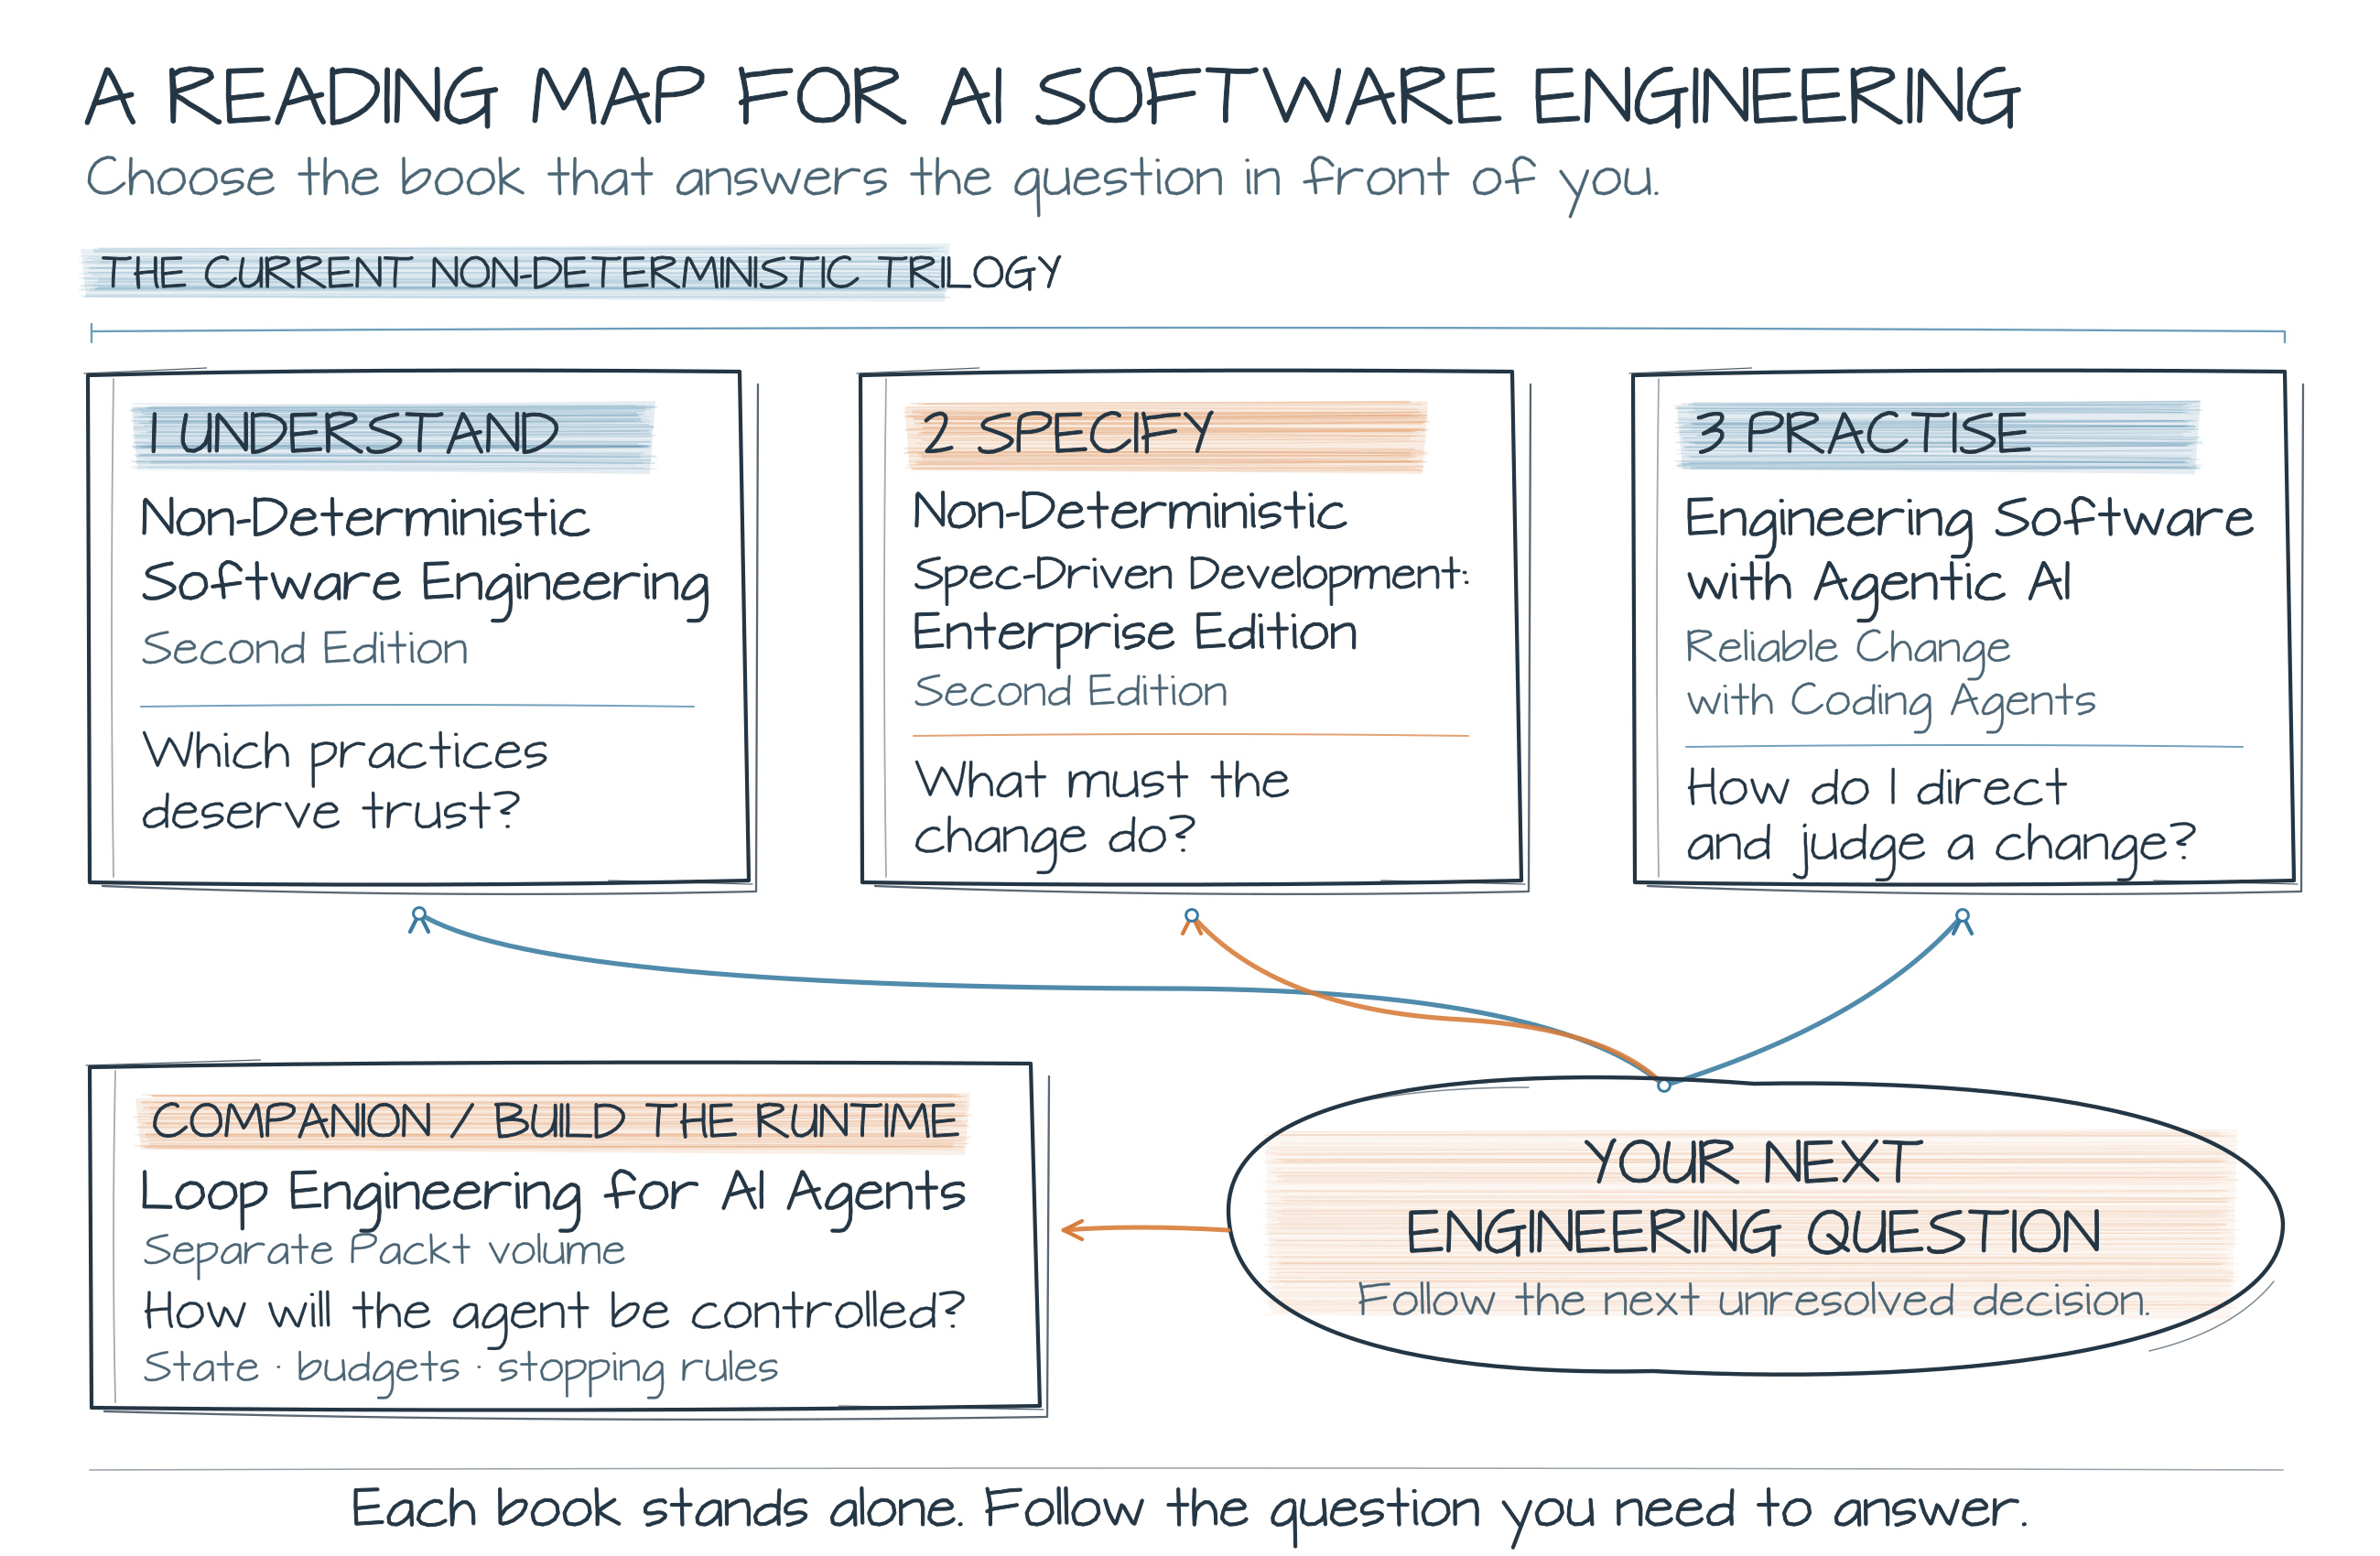 A READING MAP FOR AI SOFTWARE ENGINEERING
Choose the book that answers the question in front of you.
THE CURRENT NON-DETERMINISTIC TRILOGY
1 UNDERSTAND
Non-Deterministic
Software Engineering
Second Edition
Which practices
deserve trust?
2 SPECIFY
Non-Deterministic
Spec-Driven Development:
Enterprise Edition
Second Edition
What must the
change do?
3 PRACTISE
Engineering Software
with Agentic AI
Reliable Change
with Coding Agents
How do I direct
and judge a change?
COMPANION / BUILD THE RUNTIME
Loop Engineering for AI Agents
Separate Packt volume
How will the agent be controlled?
State · budgets · stopping rules
YOUR NEXT
ENGINEERING QUESTION
Follow the next unresolved decision.
Each book stands alone. Follow the question you need to answer.